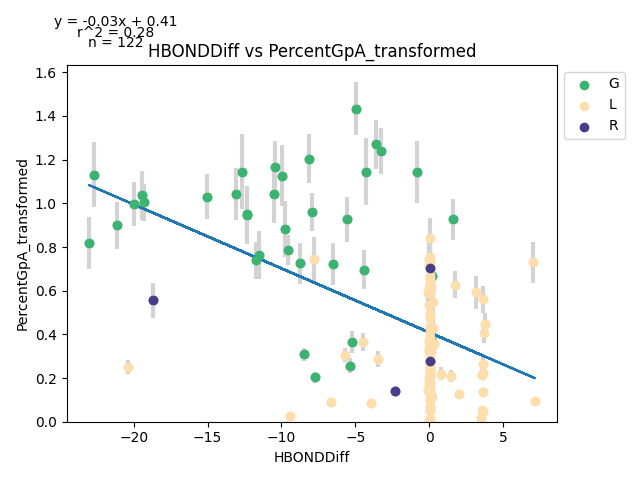 y = -0.03x + 0.41
r^2 = 0.28
n = 122
HBONDDiff vs PercentGpA_transformed
G
L
R
1.6
1.4
1.2
1.0
0.8
0.6
0.4
0.2
0.0
PercentGpA_transformed
−20
−15
−10
−5
0
5
HBONDDiff